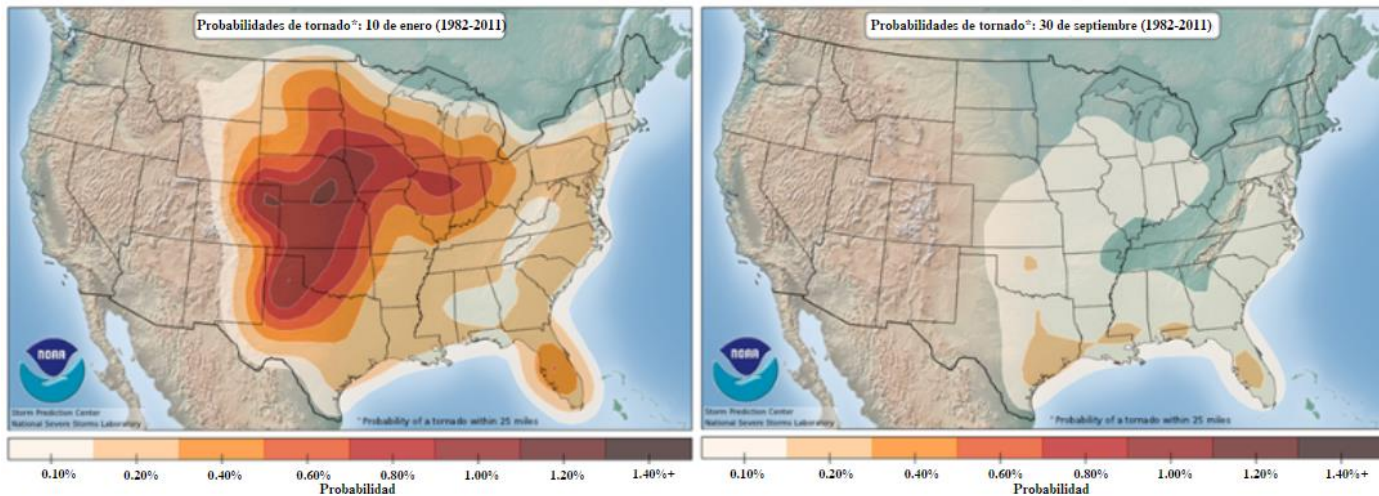 Probabilidades de tornado*: 10 de enero (1982-2011)
NOAA
Storm Prediction Center
National Severe Storms Laboratory
*Probability of a tornado within 25 miles
0.10% 0.20% 0.40% 0.60% 0.80% 1.00% 1.20% 1.40%+
Probabilidad
Probabilidades de tornado*: 30 de septiembre (1982-2011)
NOAA
Storm Prediction Center
National Severe Storms Laboratory
*Probability of a tornado within 25 miles
0.10% 0.20% 0.40% 0.60% 0.80% 1.00% 1.20% 1.40%+
Probabilidad